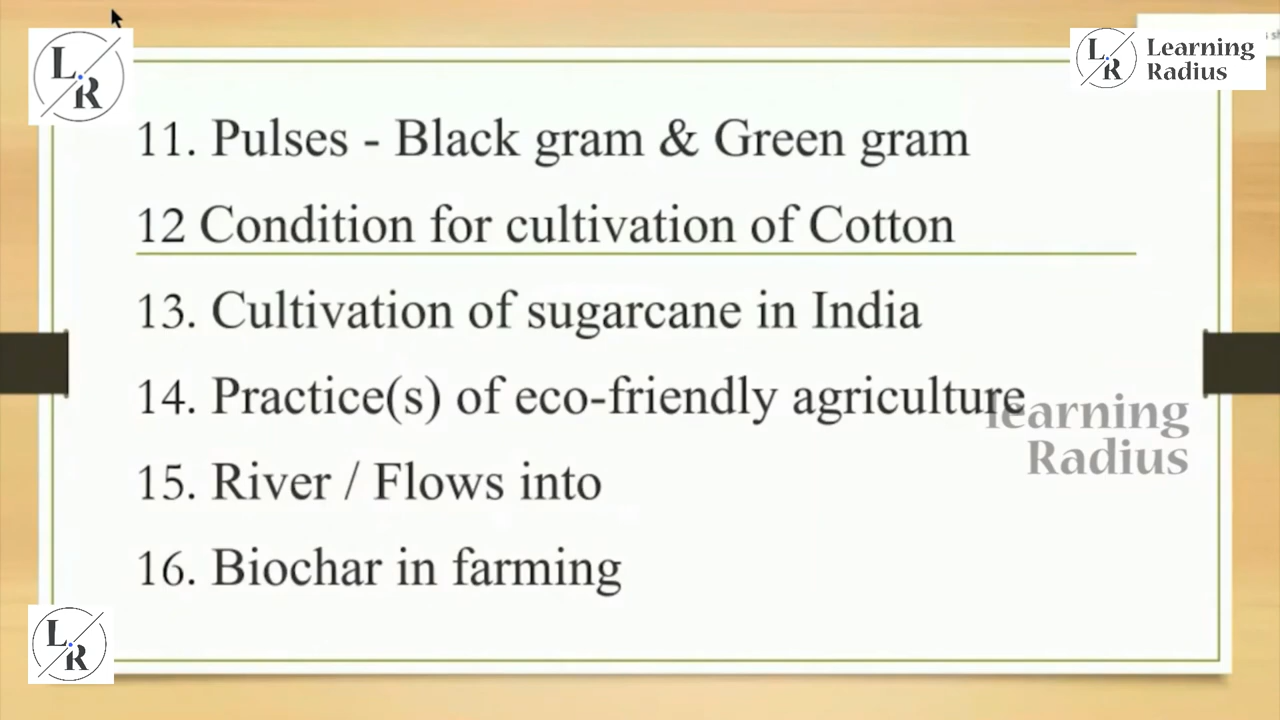 L.R
L.R Learning
Radius
11. Pulses - Black gram & Green gram
12 Condition for cultivation of Cotton
13. Cultivation of sugarcane in India
14. Practice(s) of eco-friendly agriculture
learning
Radius
15. River / Flows into
16. Biochar in farming
L.R